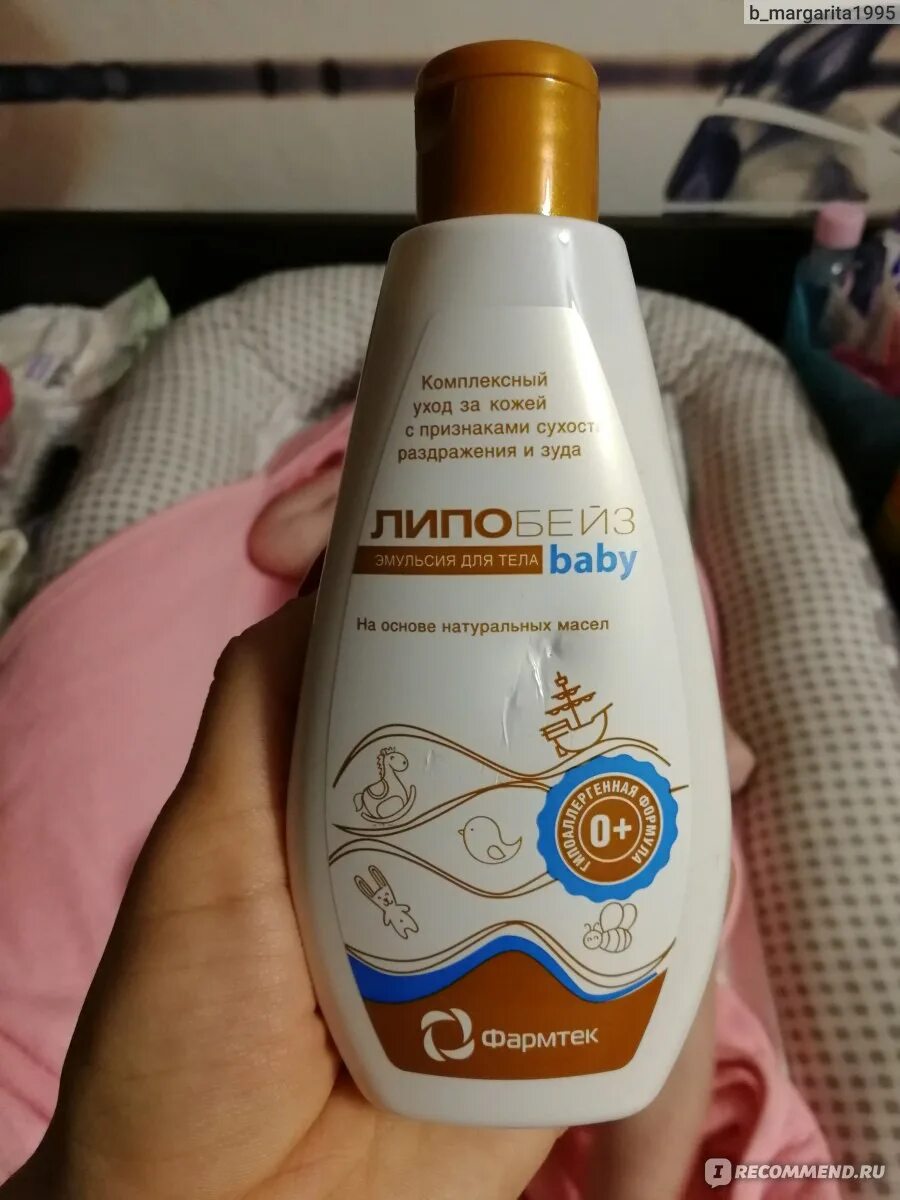 b_margarita1995
Комплексный
уход за кожей
с признаками сухост
раздражения и зуда
ЛИПОБЕЙЗ
ЭМУЛЬСИЯ ДЛЯ ТЕЛА baby
На основе натуральных масел
ГИПОАЛЛЕРГЕННАЯ ФОРМУЛА
0+
Фармтек
IRECOMMEND.RU